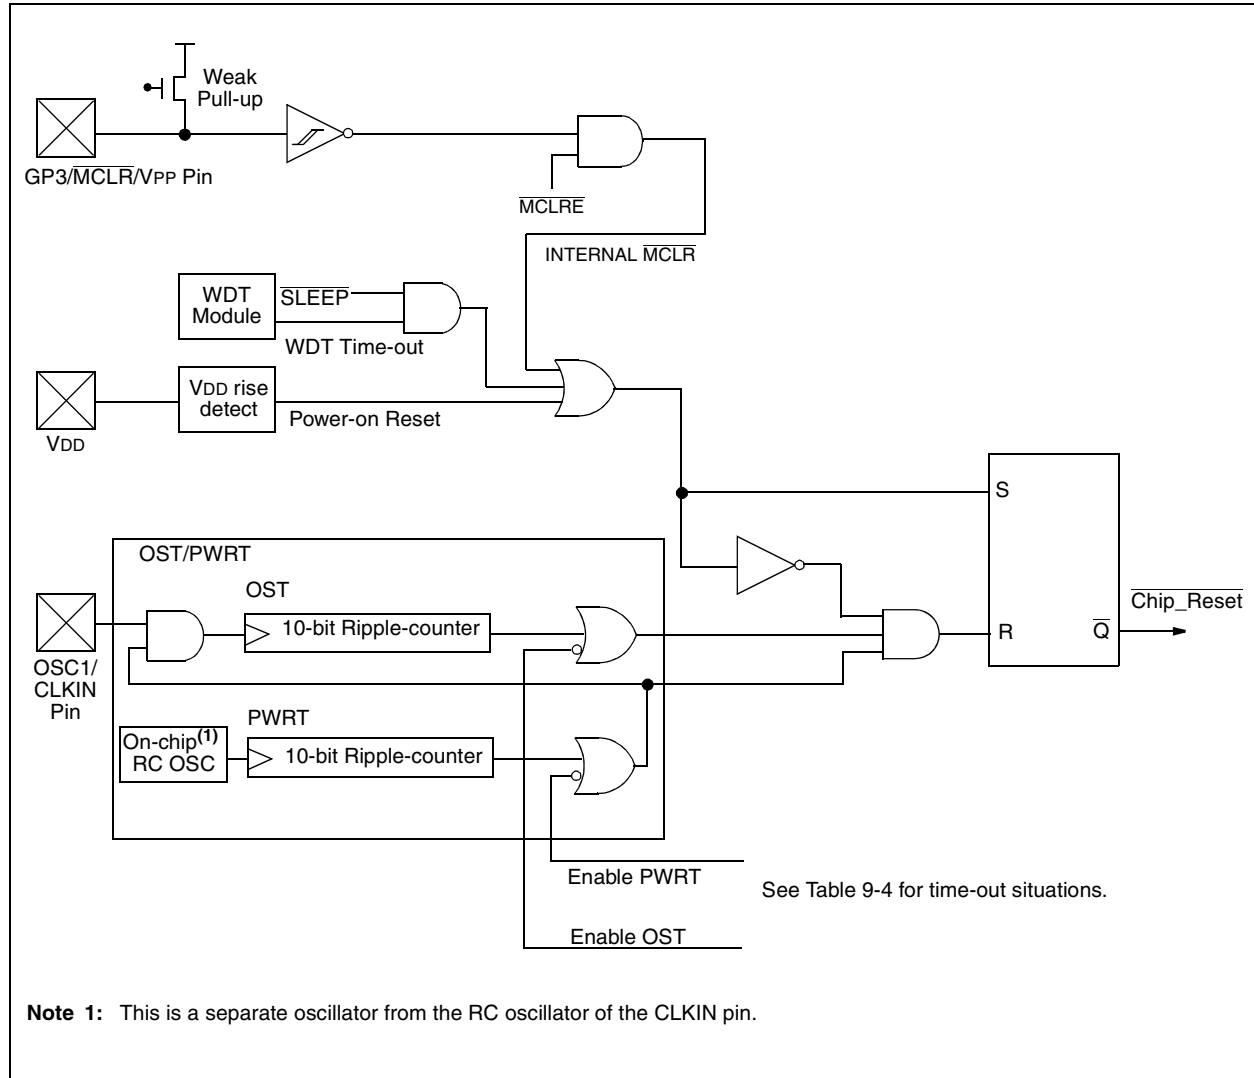 Weak
Pull-up
GP3/MCLR/VPP Pin
MCLRE
INTERNAL MCLR
WDT
Module
SLEEP
WDT Time-out
VDD rise
detect
Power-on Reset
VDD
S
OST/PWRT
OST
10-bit Ripple-counter
Chip_Reset
R
Q
OSC1/
CLKIN
Pin
PWRT
On-chip(1)
RC OSC
10-bit Ripple-counter
Enable PWRT
See Table 9-4 for time-out situations.
Enable OST
Note 1: This is a separate oscillator from the RC oscillator of the CLKIN pin.